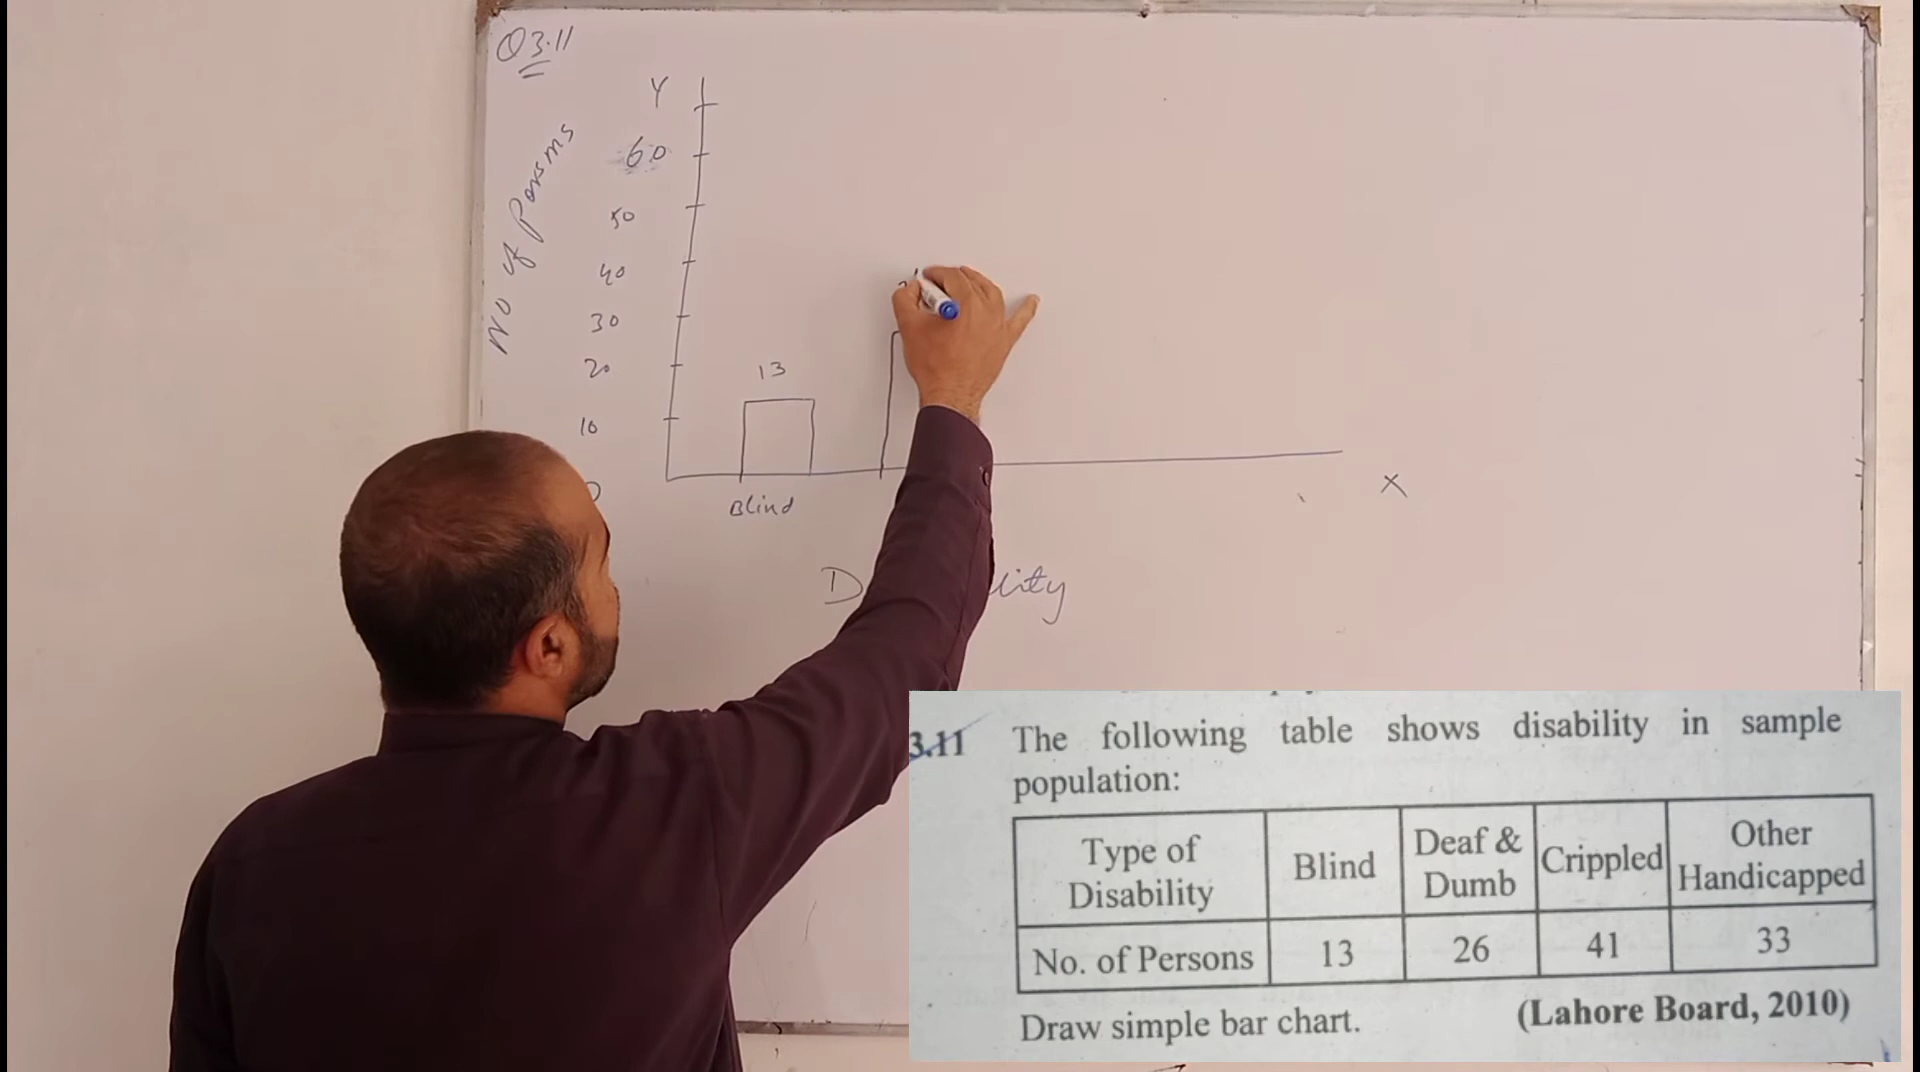 Q 3.11
Y
60
50
40
30
20
10
0
No of Persons
13
Blind
X
3.11 The following table shows disability in sample
population:
Type of Disability Blind Deaf & Dumb Crippled Other Handicapped
No. of Persons 13 26 41 33
Draw simple bar chart. (Lahore Board, 2010)